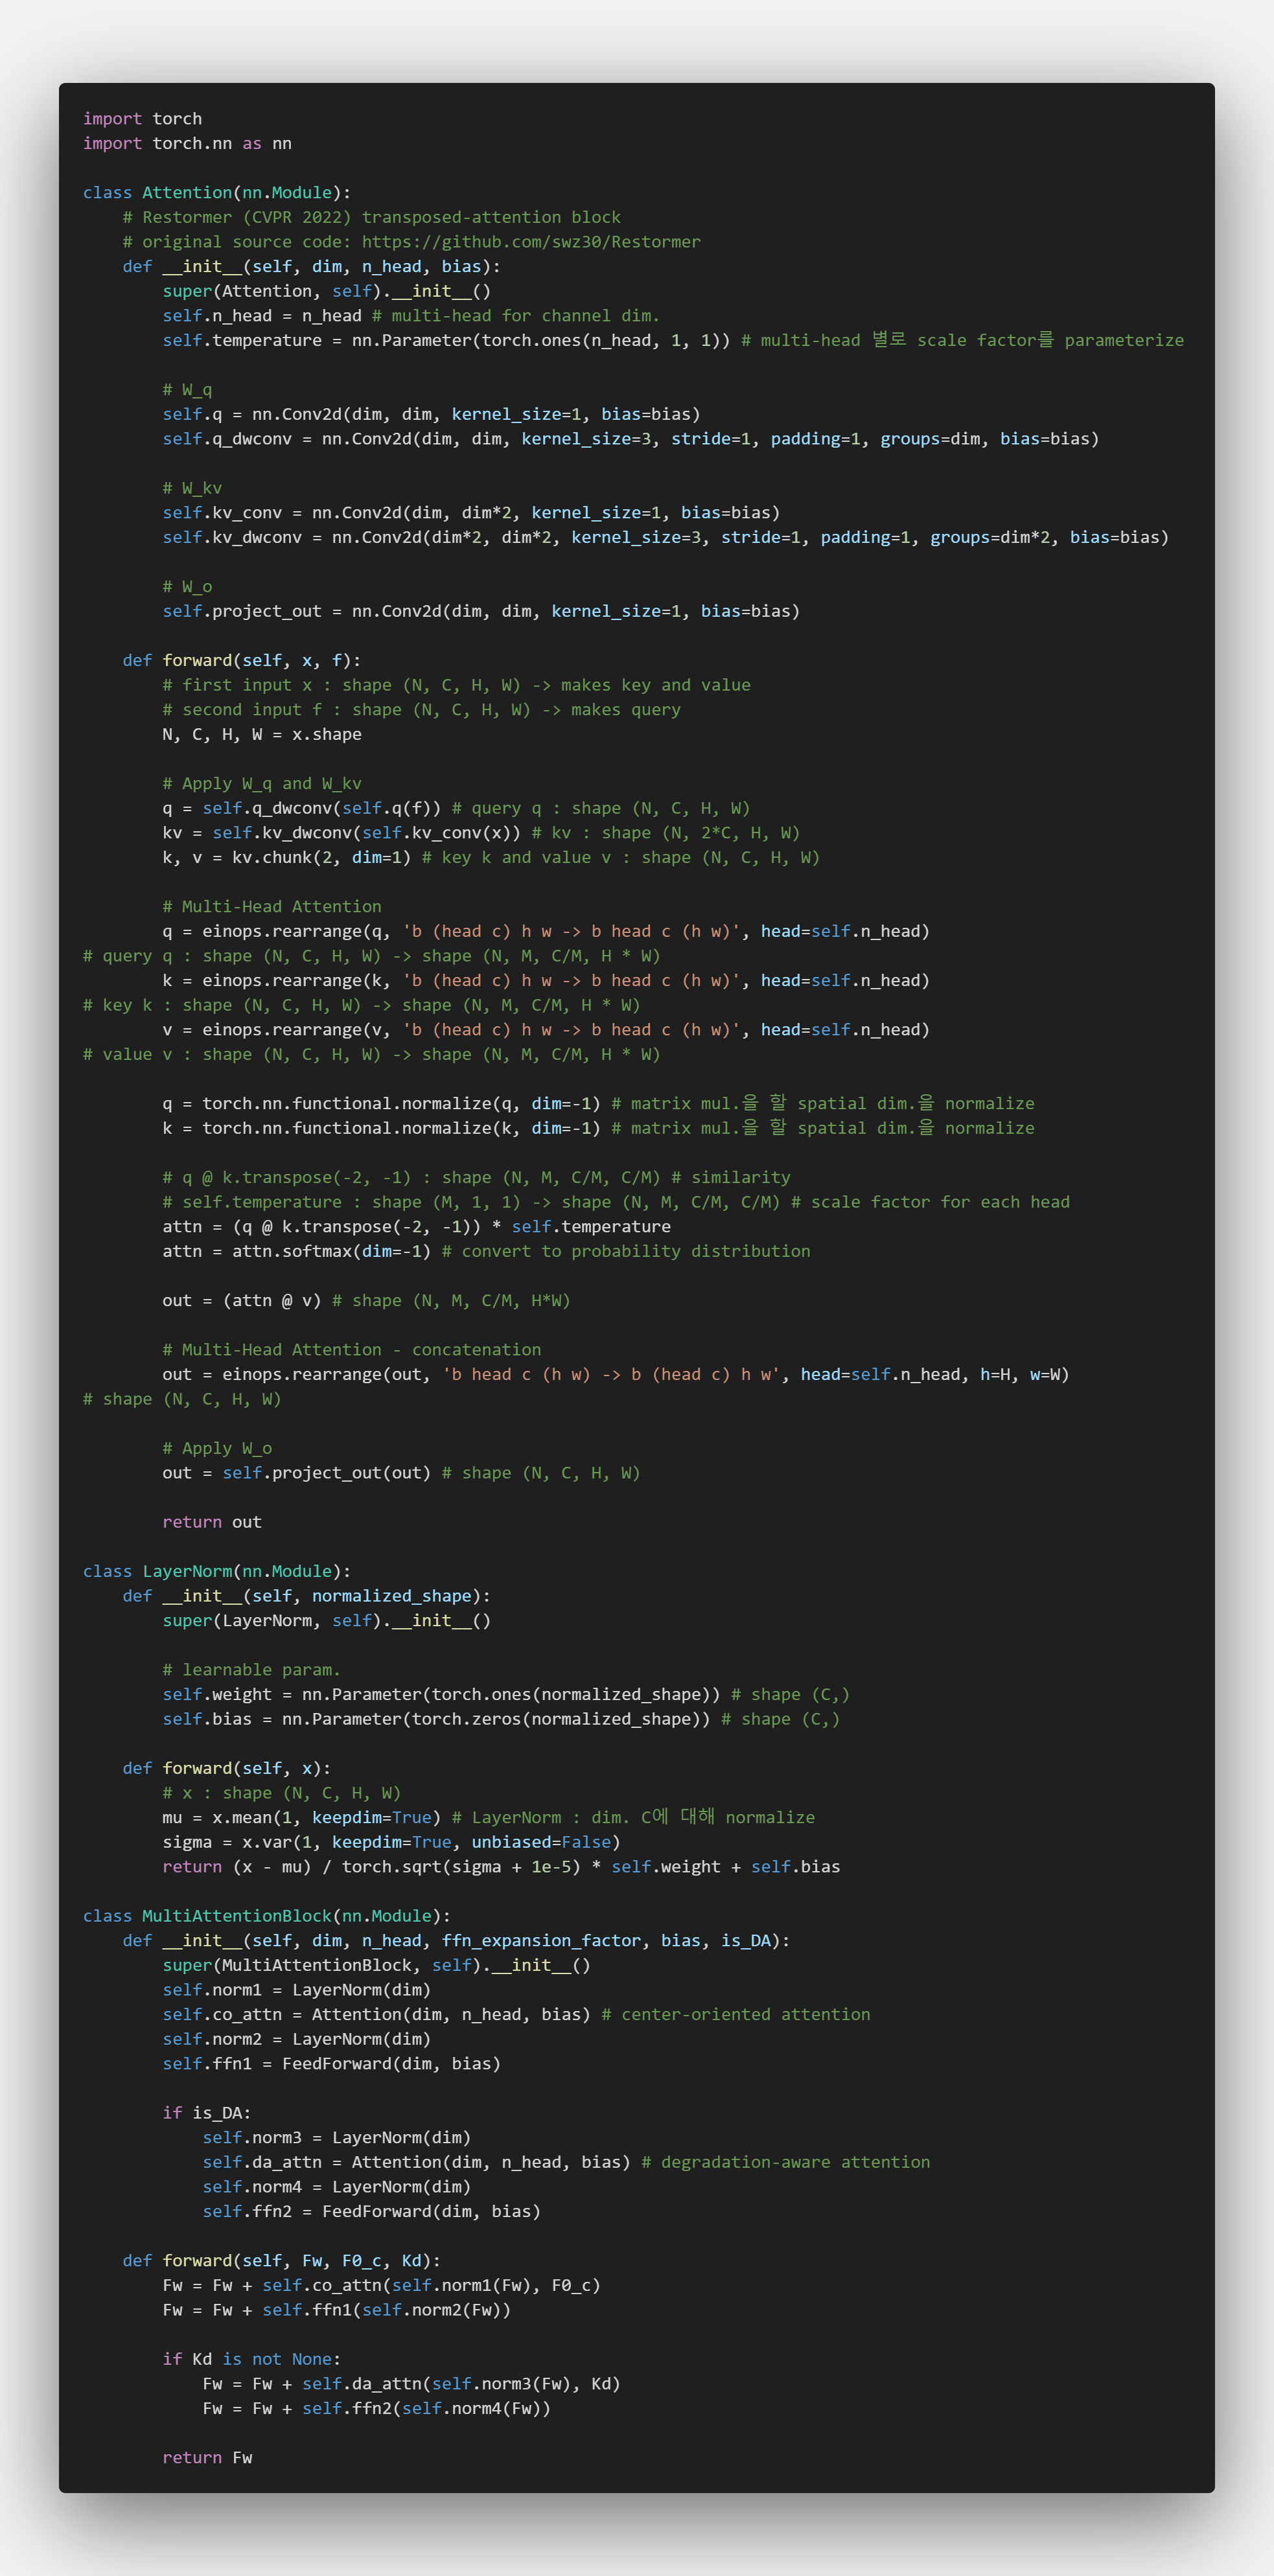 import torch
import torch.nn as nn

class Attention(nn.Module):
    # Restormer (CVPR 2022) transposed-attention block
    # original source code: https://github.com/swz30/Restormer
    def __init__(self, dim, n_head, bias):
        super(Attention, self).__init__()
        self.n_head = n_head # multi-head for channel dim.
        self.temperature = nn.Parameter(torch.ones(n_head, 1, 1)) # multi-head 별로 scale factor를 parameterize

        # W_q
        self.q = nn.Conv2d(dim, dim, kernel_size=1, bias=bias)
        self.q_dwconv = nn.Conv2d(dim, dim, kernel_size=3, stride=1, padding=1, groups=dim, bias=bias)

        # W_kv
        self.kv_conv = nn.Conv2d(dim, dim*2, kernel_size=1, bias=bias)
        self.kv_dwconv = nn.Conv2d(dim*2, dim*2, kernel_size=3, stride=1, padding=1, groups=dim*2, bias=bias)

        # W_o
        self.project_out = nn.Conv2d(dim, dim, kernel_size=1, bias=bias)

    def forward(self, x, f):
        # first input x : shape (N, C, H, W) -> makes key and value
        # second input f : shape (N, C, H, W) -> makes query
        N, C, H, W = x.shape

        # Apply W_q and W_kv
        q = self.q_dwconv(self.q(f)) # query q : shape (N, C, H, W)
        kv = self.kv_dwconv(self.kv_conv(x)) # kv : shape (N, 2*C, H, W)
        k, v = kv.chunk(2, dim=1) # key k and value v : shape (N, C, H, W)

        # Multi-Head Attention
        q = einops.rearrange(q, 'b (head c) h w -> b head c (h w)', head=self.n_head)
# query q : shape (N, C, H, W) -> shape (N, M, C/M, H * W)
        k = einops.rearrange(k, 'b (head c) h w -> b head c (h w)', head=self.n_head)
# key k : shape (N, C, H, W) -> shape (N, M, C/M, H * W)
        v = einops.rearrange(v, 'b (head c) h w -> b head c (h w)', head=self.n_head)
# value v : shape (N, C, H, W) -> shape (N, M, C/M, H * W)

        q = torch.nn.functional.normalize(q, dim=-1) # matrix mul.을 할 spatial dim.을 normalize
        k = torch.nn.functional.normalize(k, dim=-1) # matrix mul.을 할 spatial dim.을 normalize

        # q @ k.transpose(-2, -1) : shape (N, M, C/M, C/M) # similarity
        # self.temperature : shape (M, 1, 1) -> shape (N, M, C/M, C/M) # scale factor for each head
        attn = (q @ k.transpose(-2, -1)) * self.temperature
        attn = attn.softmax(dim=-1) # convert to probability distribution

        out = (attn @ v) # shape (N, M, C/M, H*W)

        # Multi-Head Attention - concatenation
        out = einops.rearrange(out, 'b head c (h w) -> b (head c) h w', head=self.n_head, h=H, w=W)
# shape (N, C, H, W)

        # Apply W_o
        out = self.project_out(out) # shape (N, C, H, W)

        return out

class LayerNorm(nn.Module):
    def __init__(self, normalized_shape):
        super(LayerNorm, self).__init__()

        # learnable param.
        self.weight = nn.Parameter(torch.ones(normalized_shape)) # shape (C,)
        self.bias = nn.Parameter(torch.zeros(normalized_shape)) # shape (C,)

    def forward(self, x):
        # x : shape (N, C, H, W)
        mu = x.mean(1, keepdim=True) # LayerNorm : dim. C에 대해 normalize
        sigma = x.var(1, keepdim=True, unbiased=False)
        return (x - mu) / torch.sqrt(sigma + 1e-5) * self.weight + self.bias

class MultiAttentionBlock(nn.Module):
    def __init__(self, dim, n_head, ffn_expansion_factor, bias, is_DA):
        super(MultiAttentionBlock, self).__init__()
        self.norm1 = LayerNorm(dim)
        self.co_attn = Attention(dim, n_head, bias) # center-oriented attention
        self.norm2 = LayerNorm(dim)
        self.ffn1 = FeedForward(dim, bias)

        if is_DA:
            self.norm3 = LayerNorm(dim)
            self.da_attn = Attention(dim, n_head, bias) # degradation-aware attention
            self.norm4 = LayerNorm(dim)
            self.ffn2 = FeedForward(dim, bias)

    def forward(self, Fw, F0_c, Kd):
        Fw = Fw + self.co_attn(self.norm1(Fw), F0_c)
        Fw = Fw + self.ffn1(self.norm2(Fw))

        if Kd is not None:
            Fw = Fw + self.da_attn(self.norm3(Fw), Kd)
            Fw = Fw + self.ffn2(self.norm4(Fw))

        return Fw